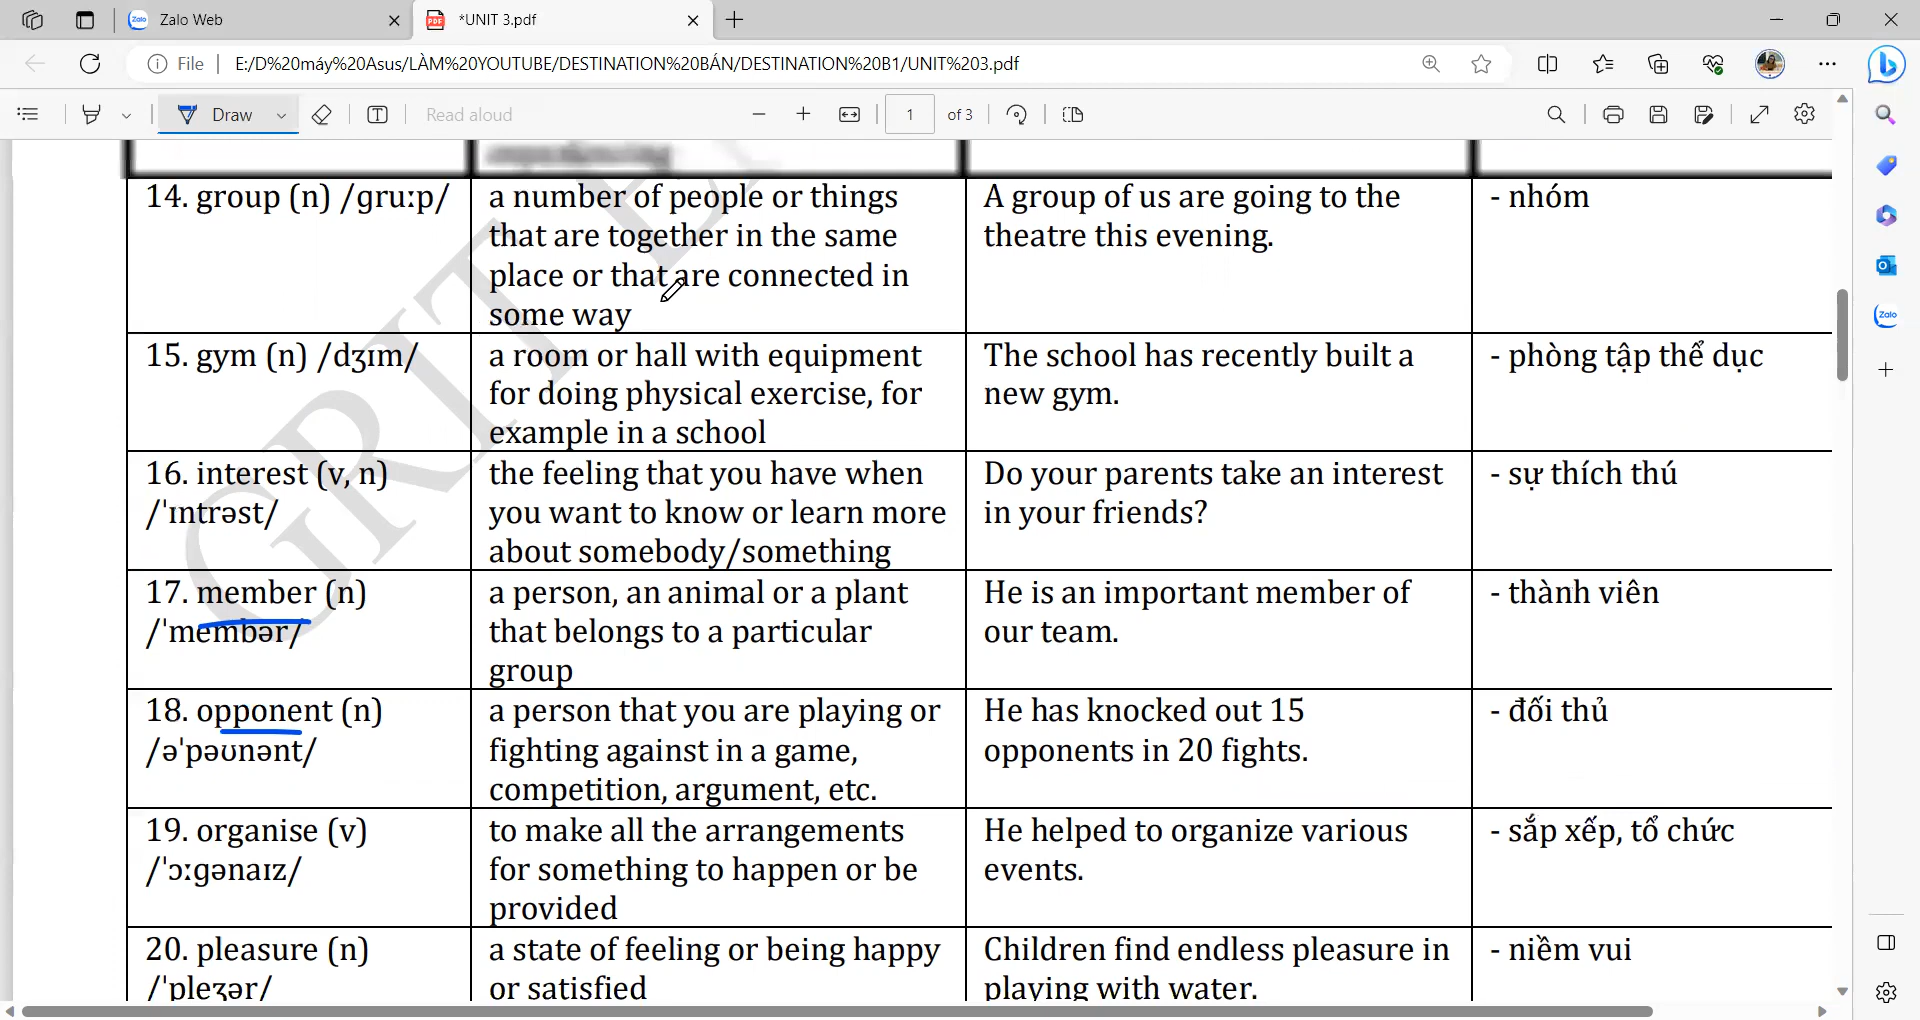 Zalo Web
*UNIT 3.pdf
File
E:/D%20máy%20Asus/LÀM%20YOUTUBE/DESTINATION%20BÁN/DESTINATION%20B1/UNIT%203.pdf
Draw
Read aloud
1 of 3
14. group (n) /ɡruːp/
a number of people or things
that are together in the same
place or that are connected in
some way
A group of us are going to the
theatre this evening.
- nhóm
15. gym (n) /dʒɪm/
a room or hall with equipment
for doing physical exercise, for
example in a school
The school has recently built a
new gym.
- phòng tập thể dục
16. interest (v, n)
/ˈɪntrəst/
the feeling that you have when
you want to know or learn more
about somebody/something
Do your parents take an interest
in your friends?
- sự thích thú
17. member (n)
/ˈmembər/
a person, an animal or a plant
that belongs to a particular
group
He is an important member of
our team.
- thành viên
18. opponent (n)
/əˈpəʊnənt/
a person that you are playing or
fighting against in a game,
competition, argument, etc.
He has knocked out 15
opponents in 20 fights.
- đối thủ
19. organise (v)
/ˈɔːɡənaɪz/
to make all the arrangements
for something to happen or be
provided
He helped to organize various
events.
- sắp xếp, tổ chức
20. pleasure (n)
/ˈpleʒər/
a state of feeling or being happy
or satisfied
Children find endless pleasure in
playing with water.
- niềm vui
GRIT
Zalo